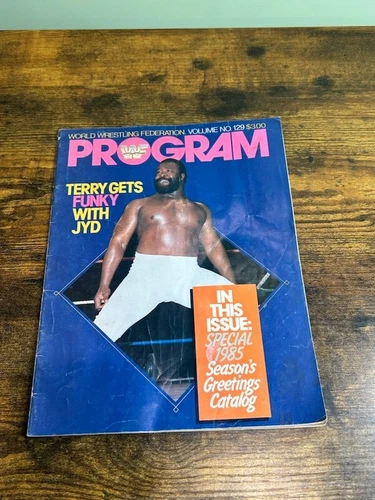 WORLD WRESTLING FEDERATION VOLUME NO. 129 $3.00
PROGRAM
TERRY GETS
FUNKY
WITH
JYD
IN
THIS
ISSUE:
SPECIAL
1985
Season's
Greetings
Catalog